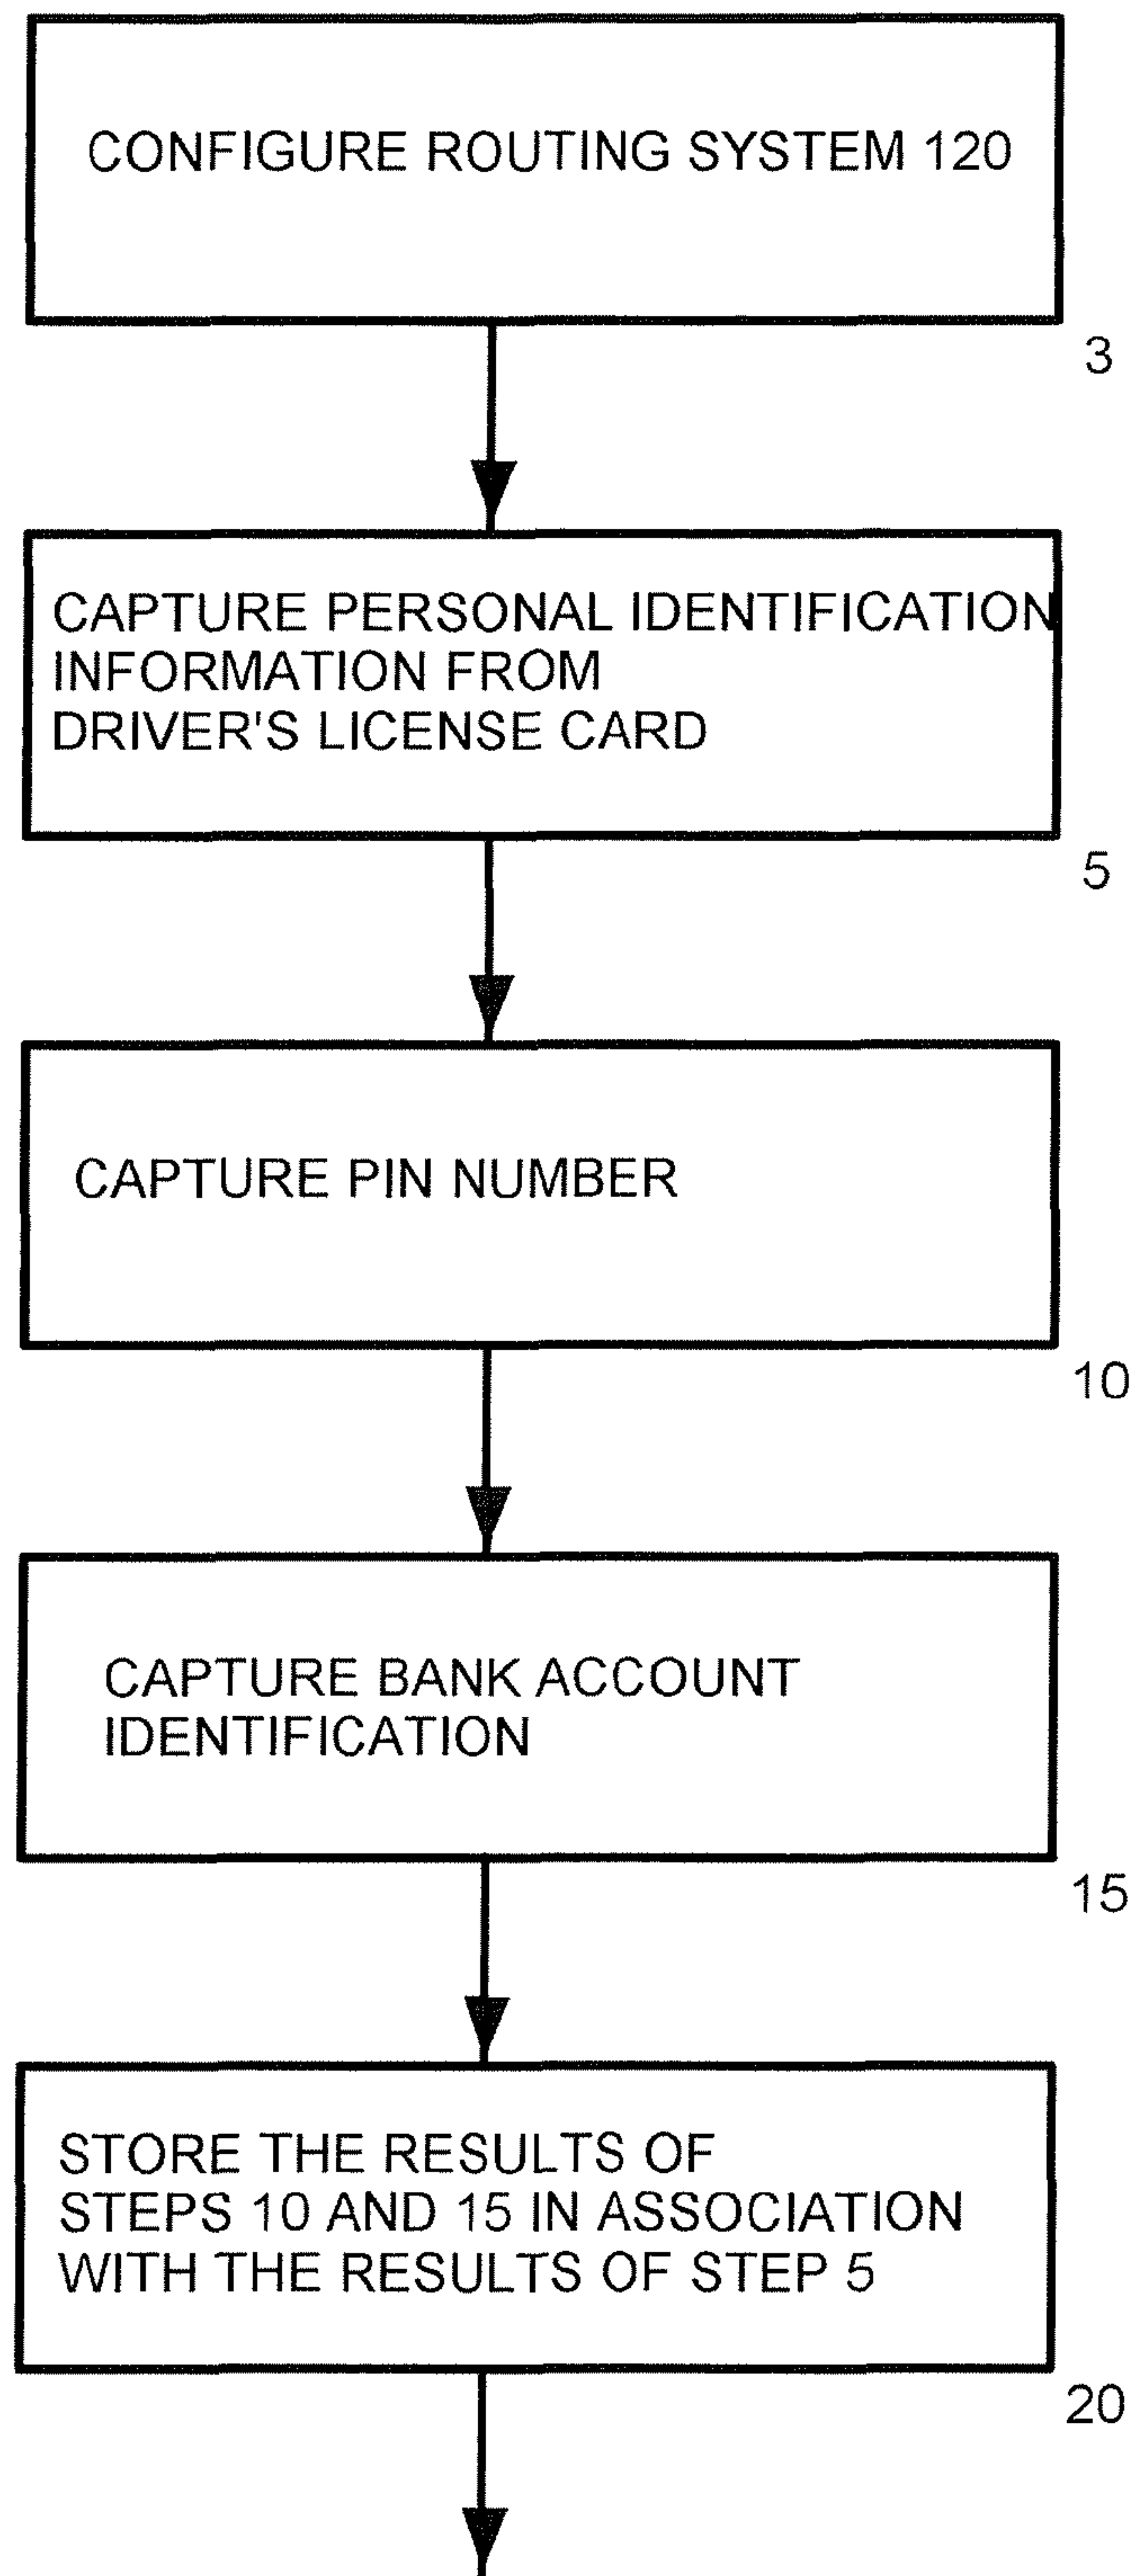 CONFIGURE ROUTING SYSTEM 120
3
CAPTURE PERSONAL IDENTIFICATION
INFORMATION FROM
DRIVER'S LICENSE CARD
5
CAPTURE PIN NUMBER
10
CAPTURE BANK ACCOUNT
IDENTIFICATION
15
STORE THE RESULTS OF
STEPS 10 AND 15 IN ASSOCIATION
WITH THE RESULTS OF STEP 5
20